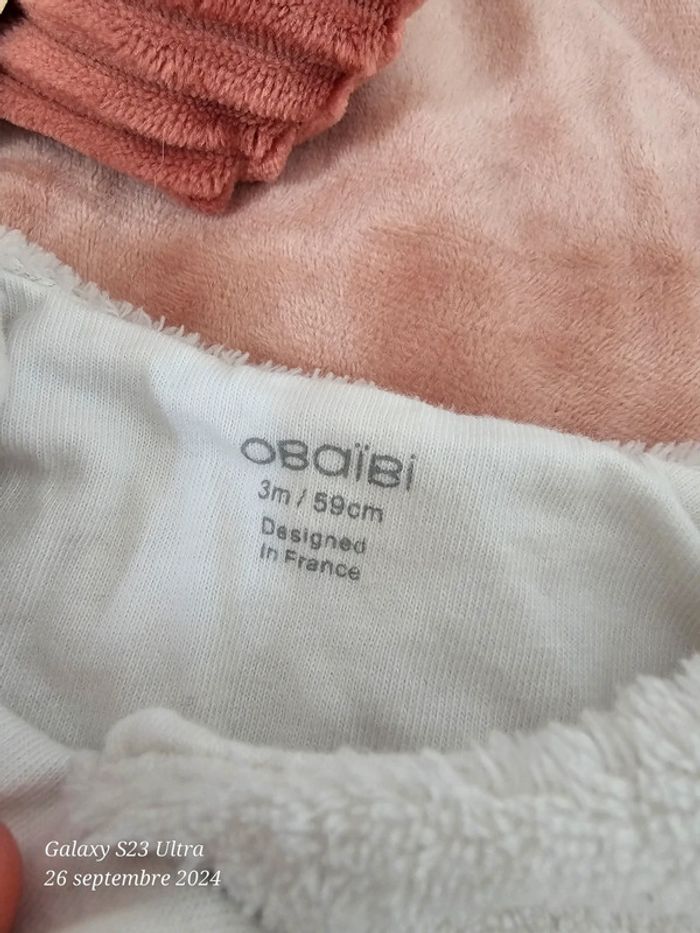 OBaïBi
3m / 59cm
Designed
In France
Galaxy S23 Ultra
26 septembre 2024